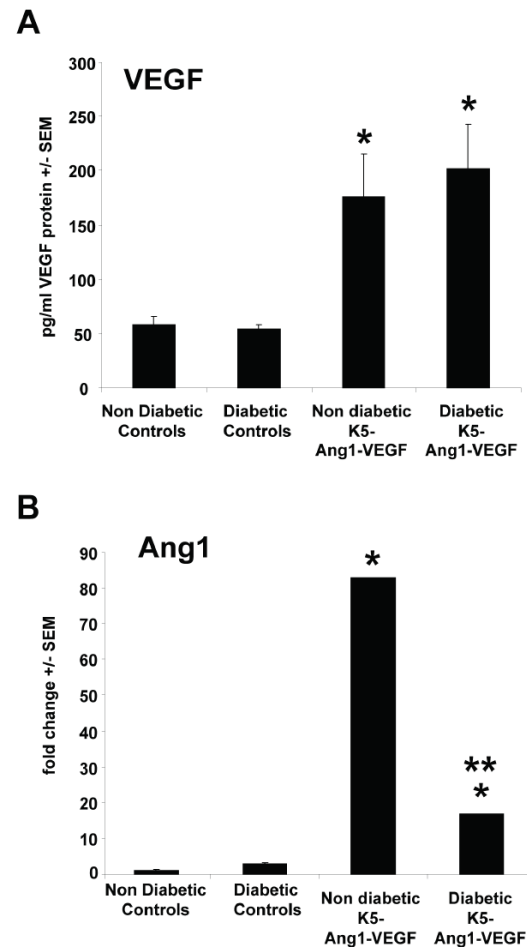 A
VEGF
pg/ml VEGF protein +/- SEM
300
250
200
150
100
50
0
*
*
Non Diabetic
Controls
Diabetic
Controls
Non diabetic
K5-
Ang1-VEGF
Diabetic
K5-
Ang1-VEGF
B
Ang1
fold change +/- SEM
90
80
70
60
50
40
30
20
10
0
*
**
*
Non Diabetic
Controls
Diabetic
Controls
Non diabetic
K5-
Ang1-VEGF
Diabetic
K5-
Ang1-VEGF